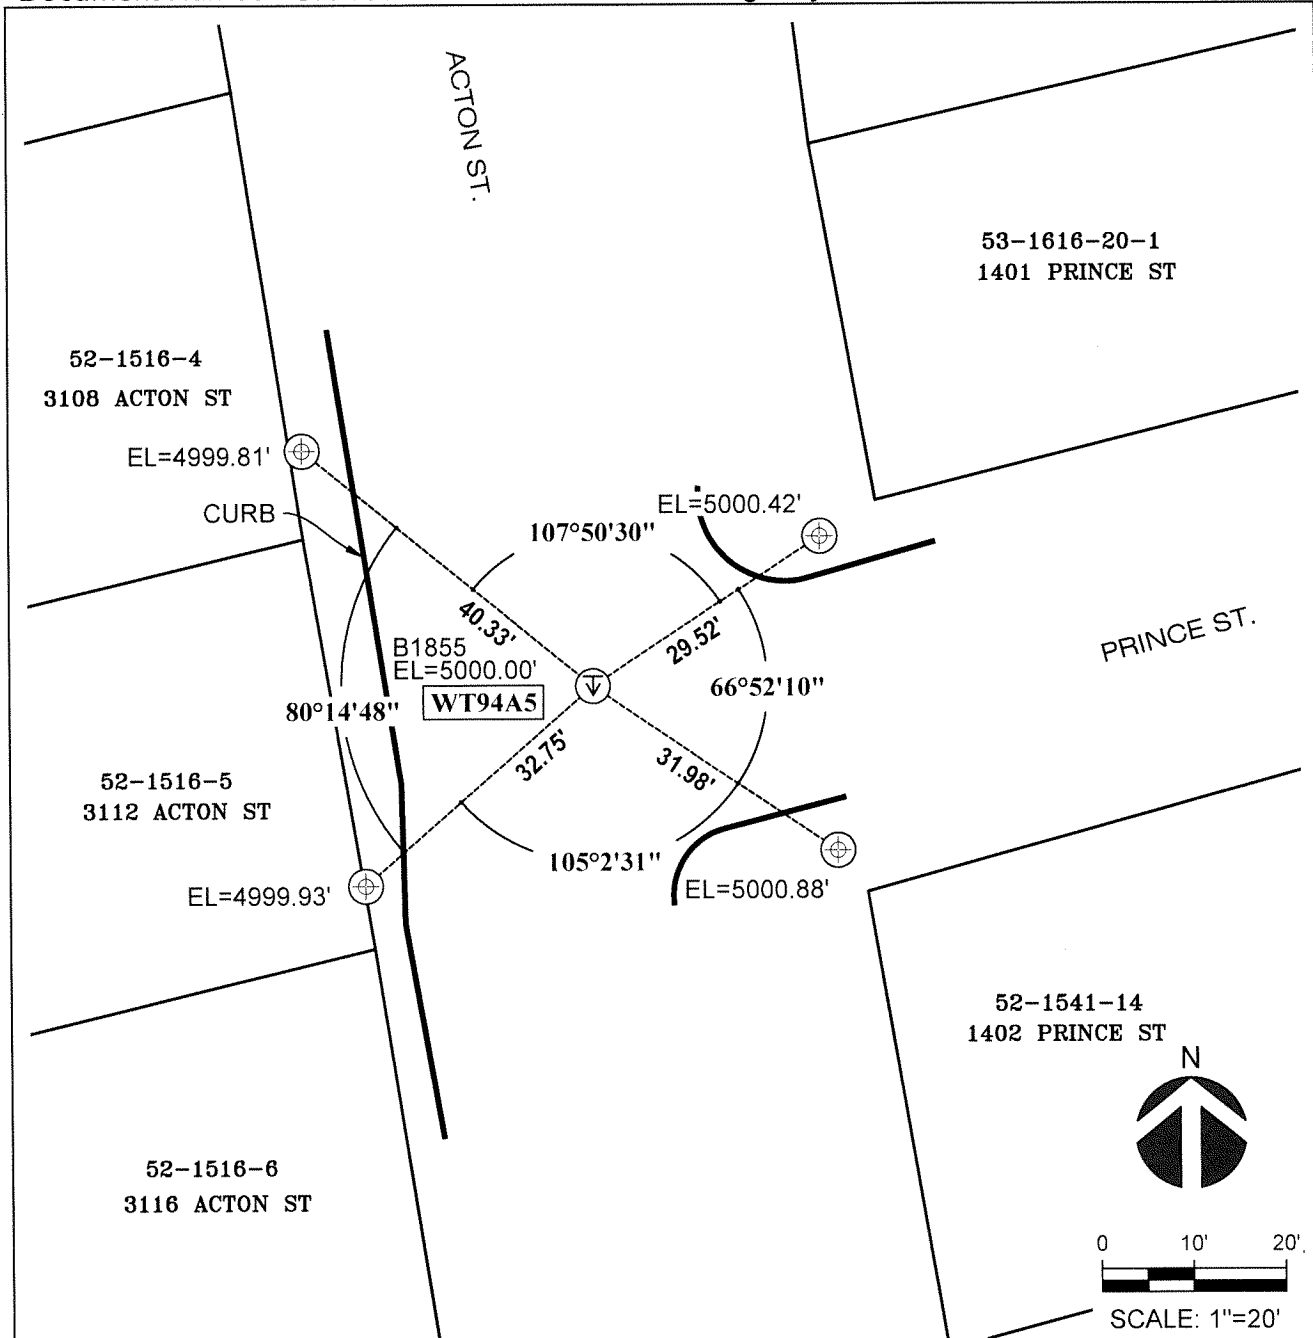 ACTON ST.
53-1616-20-1
1401 PRINCE ST
52-1516-4
3108 ACTON ST
EL=4999.81'
CURB
EL=5000.42'
107°50'30"
40.33'
29.52'
PRINCE ST.
B1855
EL=5000.00'
WT94A5
80°14'48"
66°52'10"
32.75'
31.98'
52-1516-5
3112 ACTON ST
105°2'31"
EL=4999.93'
EL=5000.88'
52-1541-14
1402 PRINCE ST
N
52-1516-6
3116 ACTON ST
0 10' 20'
SCALE: 1"=20'